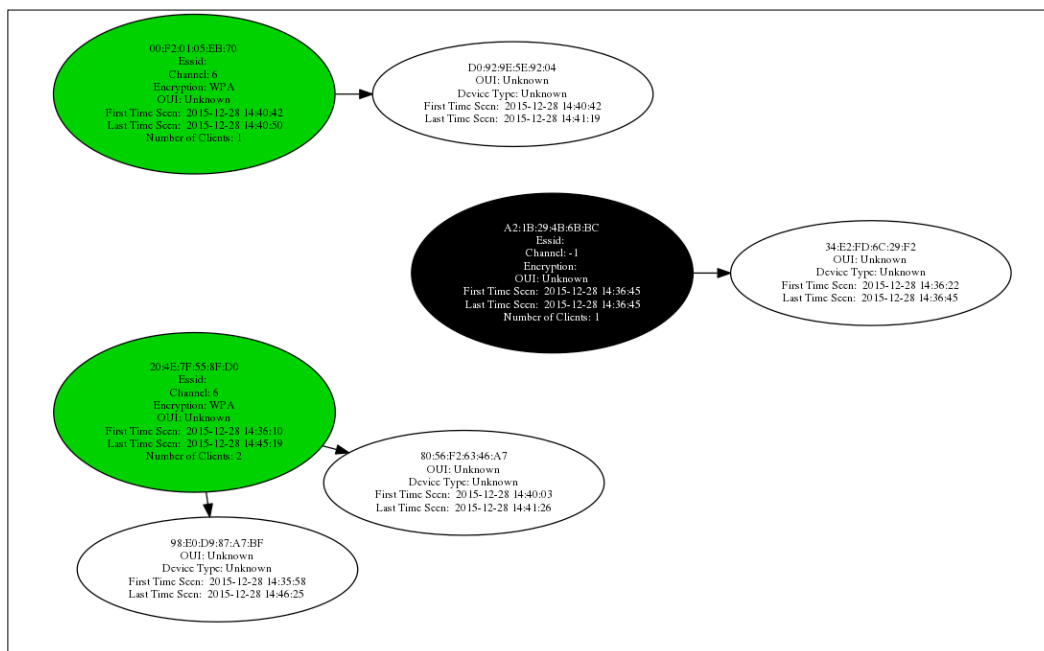 00:F2:01:05:EB:70
Essid:
Channel: 6
Encryption: WPA
OUI: Unknown
First Time Seen: 2015-12-28 14:40:42
Last Time Seen: 2015-12-28 14:40:50
Number of Clients: 1
D0:92:9E:5E:92:04
OUI: Unknown
Device Type: Unknown
First Time Seen: 2015-12-28 14:40:42
Last Time Seen: 2015-12-28 14:41:19
A2:1B:29:4B:6B:BC
Essid:
Channel: -1
Encryption:
OUI: Unknown
First Time Seen: 2015-12-28 14:36:45
Last Time Seen: 2015-12-28 14:36:45
Number of Clients: 1
34:E2:FD:6C:29:F2
OUI: Unknown
Device Type: Unknown
First Time Seen: 2015-12-28 14:36:22
Last Time Seen: 2015-12-28 14:36:45
20:4E:7F:55:8F:D0
Essid:
Channel: 6
Encryption: WPA
OUI: Unknown
First Time Seen: 2015-12-28 14:36:10
Last Time Seen: 2015-12-28 14:45:19
Number of Clients: 2
80:56:F2:63:46:A7
OUI: Unknown
Device Type: Unknown
First Time Seen: 2015-12-28 14:40:03
Last Time Seen: 2015-12-28 14:41:26
98:E0:D9:87:A7:BF
OUI: Unknown
Device Type: Unknown
First Time Seen: 2015-12-28 14:35:58
Last Time Seen: 2015-12-28 14:46:25